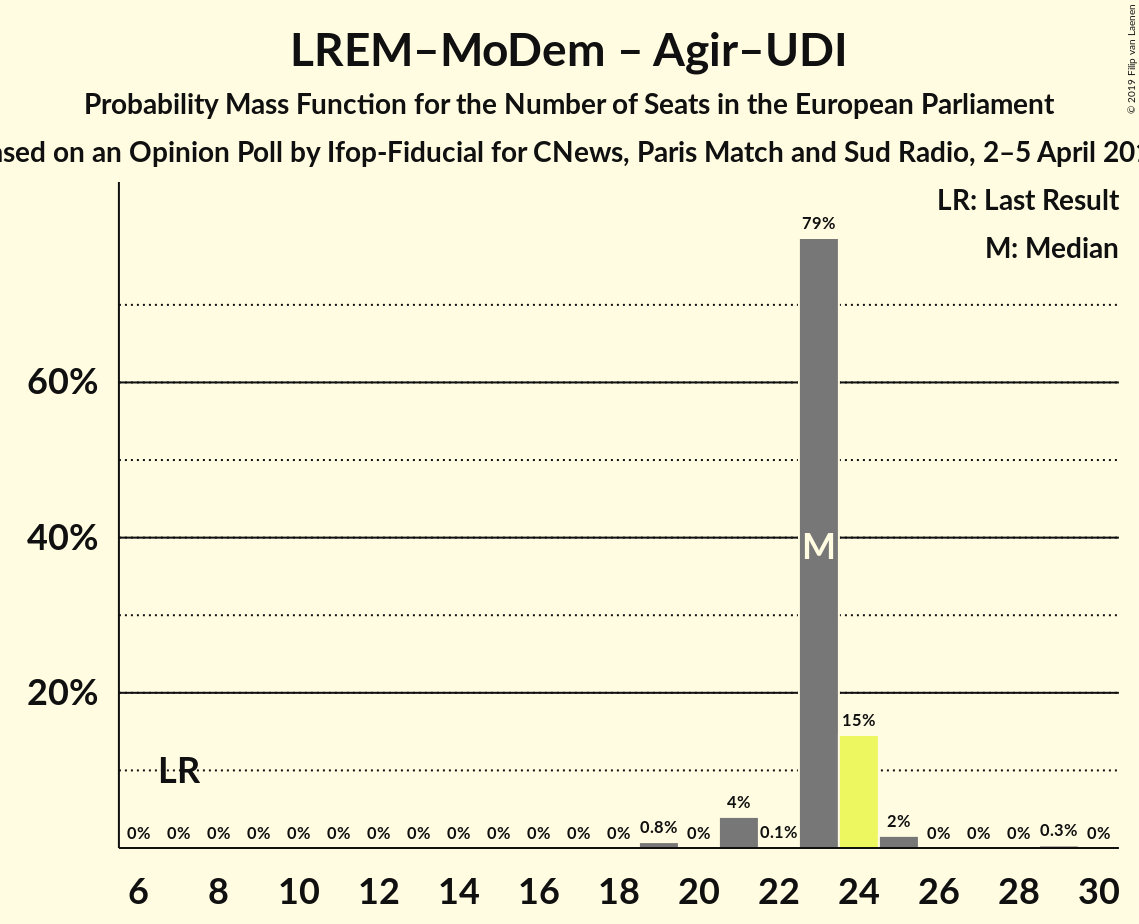 LREM–MoDem – Agir–UDI
Probability Mass Function for the Number of Seats in the European Parliament
on an Opinion Poll by Ifop-Fiducial for CNews, Paris Match and Sud Radio, 2–5 April
© 2019 Filip van Laenen
LR: Last Result
M: Median
79%
60%
40%
M
20%
15%
LR
4%
2%
0% 0% 0% 0% 0% 0% 0% 0% 0% 0% 0% 0% 0% 0.8% 0% 0.1% 0% 0% 0% 0.3% 0%
6 8 10 12 14 16 18 20 22 24 26 28 30